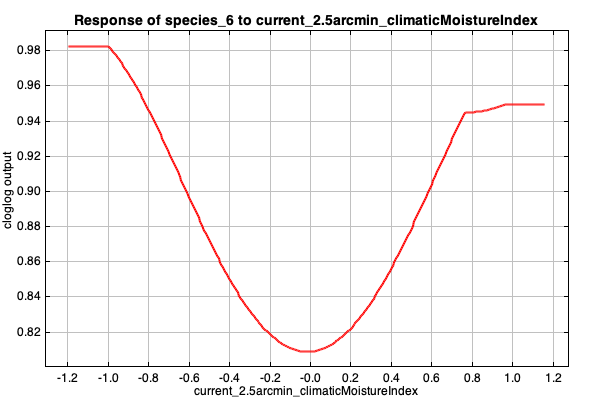 Response of species_6 to current_2.5arcmin_climaticMoistureIndex
cloglog output
0.98
0.96
0.94
0.92
0.90
0.88
0.86
0.84
0.82
-1.2 -1.0 -0.8 -0.6 -0.4 -0.2 -0.0 0.2 0.4 0.6 0.8 1.0 1.2
current_2.5arcmin_climaticMoistureIndex